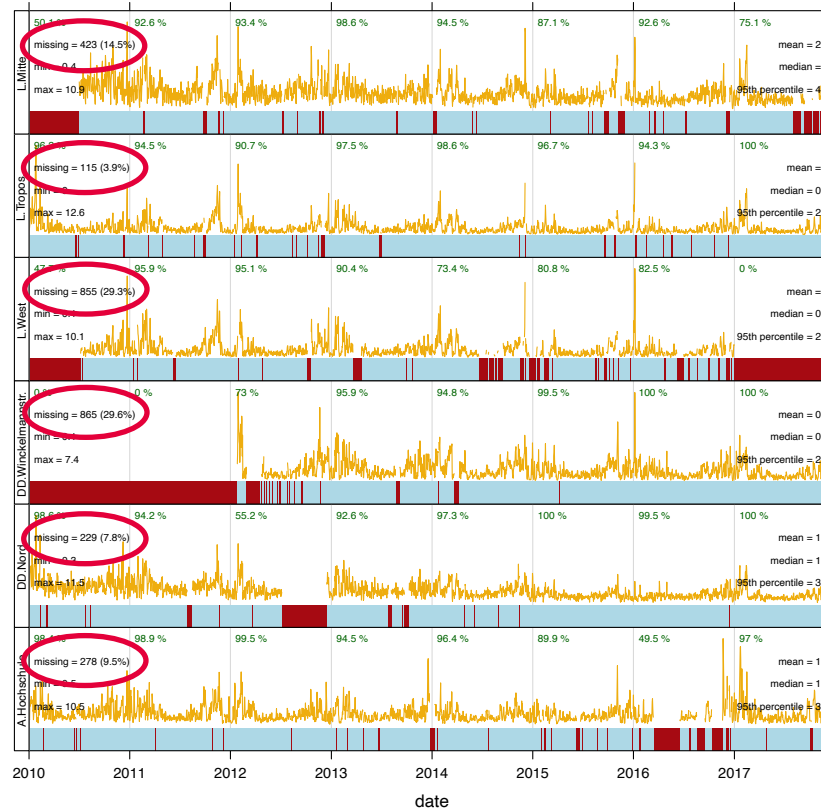 50.1 % 92.6 % 93.4 % 98.6 % 94.5 % 87.1 % 92.6 % 75.1 %
L.Mitte
missing = 423 (14.5%) mean = 2
min = 0.4 median =
max = 10.9 95th percentile = 4
94.5 % 90.7 % 97.5 % 98.6 % 96.7 % 94.3 % 100 %
L.Tropos
missing = 115 (3.9%) mean =
min = median = 0
max = 12.6 95th percentile = 2
95.9 % 95.1 % 90.4 % 73.4 % 80.8 % 82.5 % 0 %
L.West
missing = 855 (29.3%) mean =
min = median = 0
max = 10.1 95th percentile = 2
0 % 73 % 95.9 % 94.8 % 99.5 % 100 % 100 %
DD.Winckelmannstr.
missing = 865 (29.6%) mean = 0
min = median = 0
max = 7.4 95th percentile = 2
94.2 % 55.2 % 92.6 % 97.3 % 100 % 99.5 % 100 %
DD.Nord
missing = 229 (7.8%) mean = 1
min = median = 1
max = 11.5 95th percentile = 3
98.9 % 99.5 % 94.5 % 96.4 % 89.9 % 49.5 % 97 %
A.Hochschule
missing = 278 (9.5%) mean = 1
min = median = 1
max = 10.5 95th percentile = 3
2010 2011 2012 2013 2014 2015 2016 2017
date